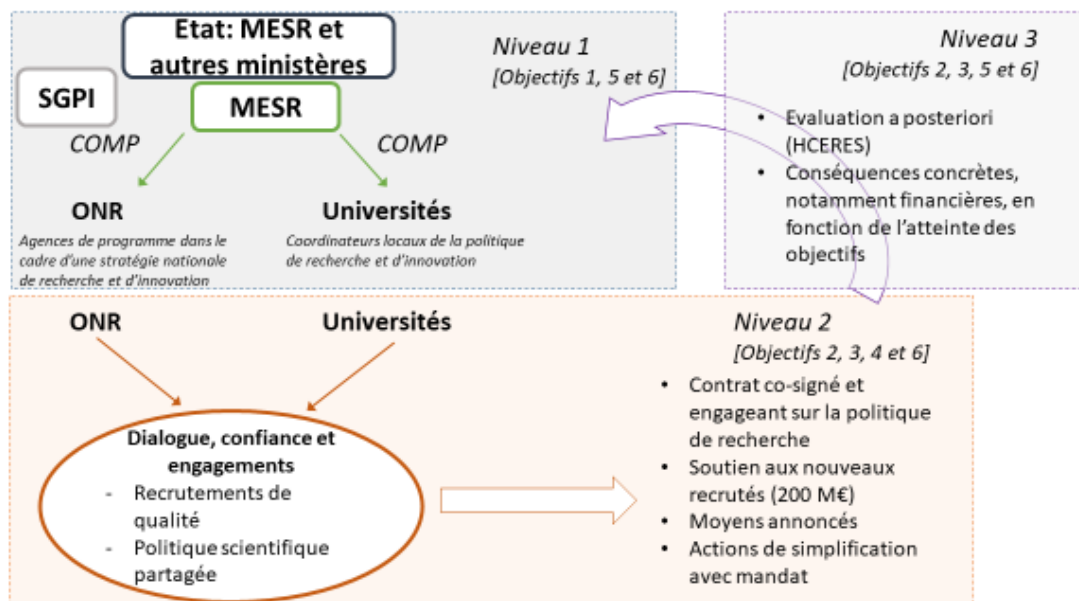 Etat: MESR et
autres ministères
SGPI
MESR
COMP
COMP
ONR
Agences de programme dans le
cadre d'une stratégie nationale
de recherche et d'innovation
Universités
Coordinateurs locaux de la politique
de recherche et d'innovation
Niveau 1
[Objectifs 1, 5 et 6]
Niveau 3
[Objectifs 2, 3, 5 et 6]
• Evaluation a posteriori
(HCERES)
• Conséquences concrètes,
notamment financières, en
fonction de l'atteinte des
objectifs
ONR
Universités
Dialogue, confiance et
engagements
- Recrutements de
qualité
- Politique scientifique
partagée
Niveau 2
[Objectifs 2, 3, 4 et 6]
• Contrat co-signé et
engageant sur la politique
de recherche
• Soutien aux nouveaux
recrutés (200 M€)
• Moyens annoncés
• Actions de simplification
avec mandat